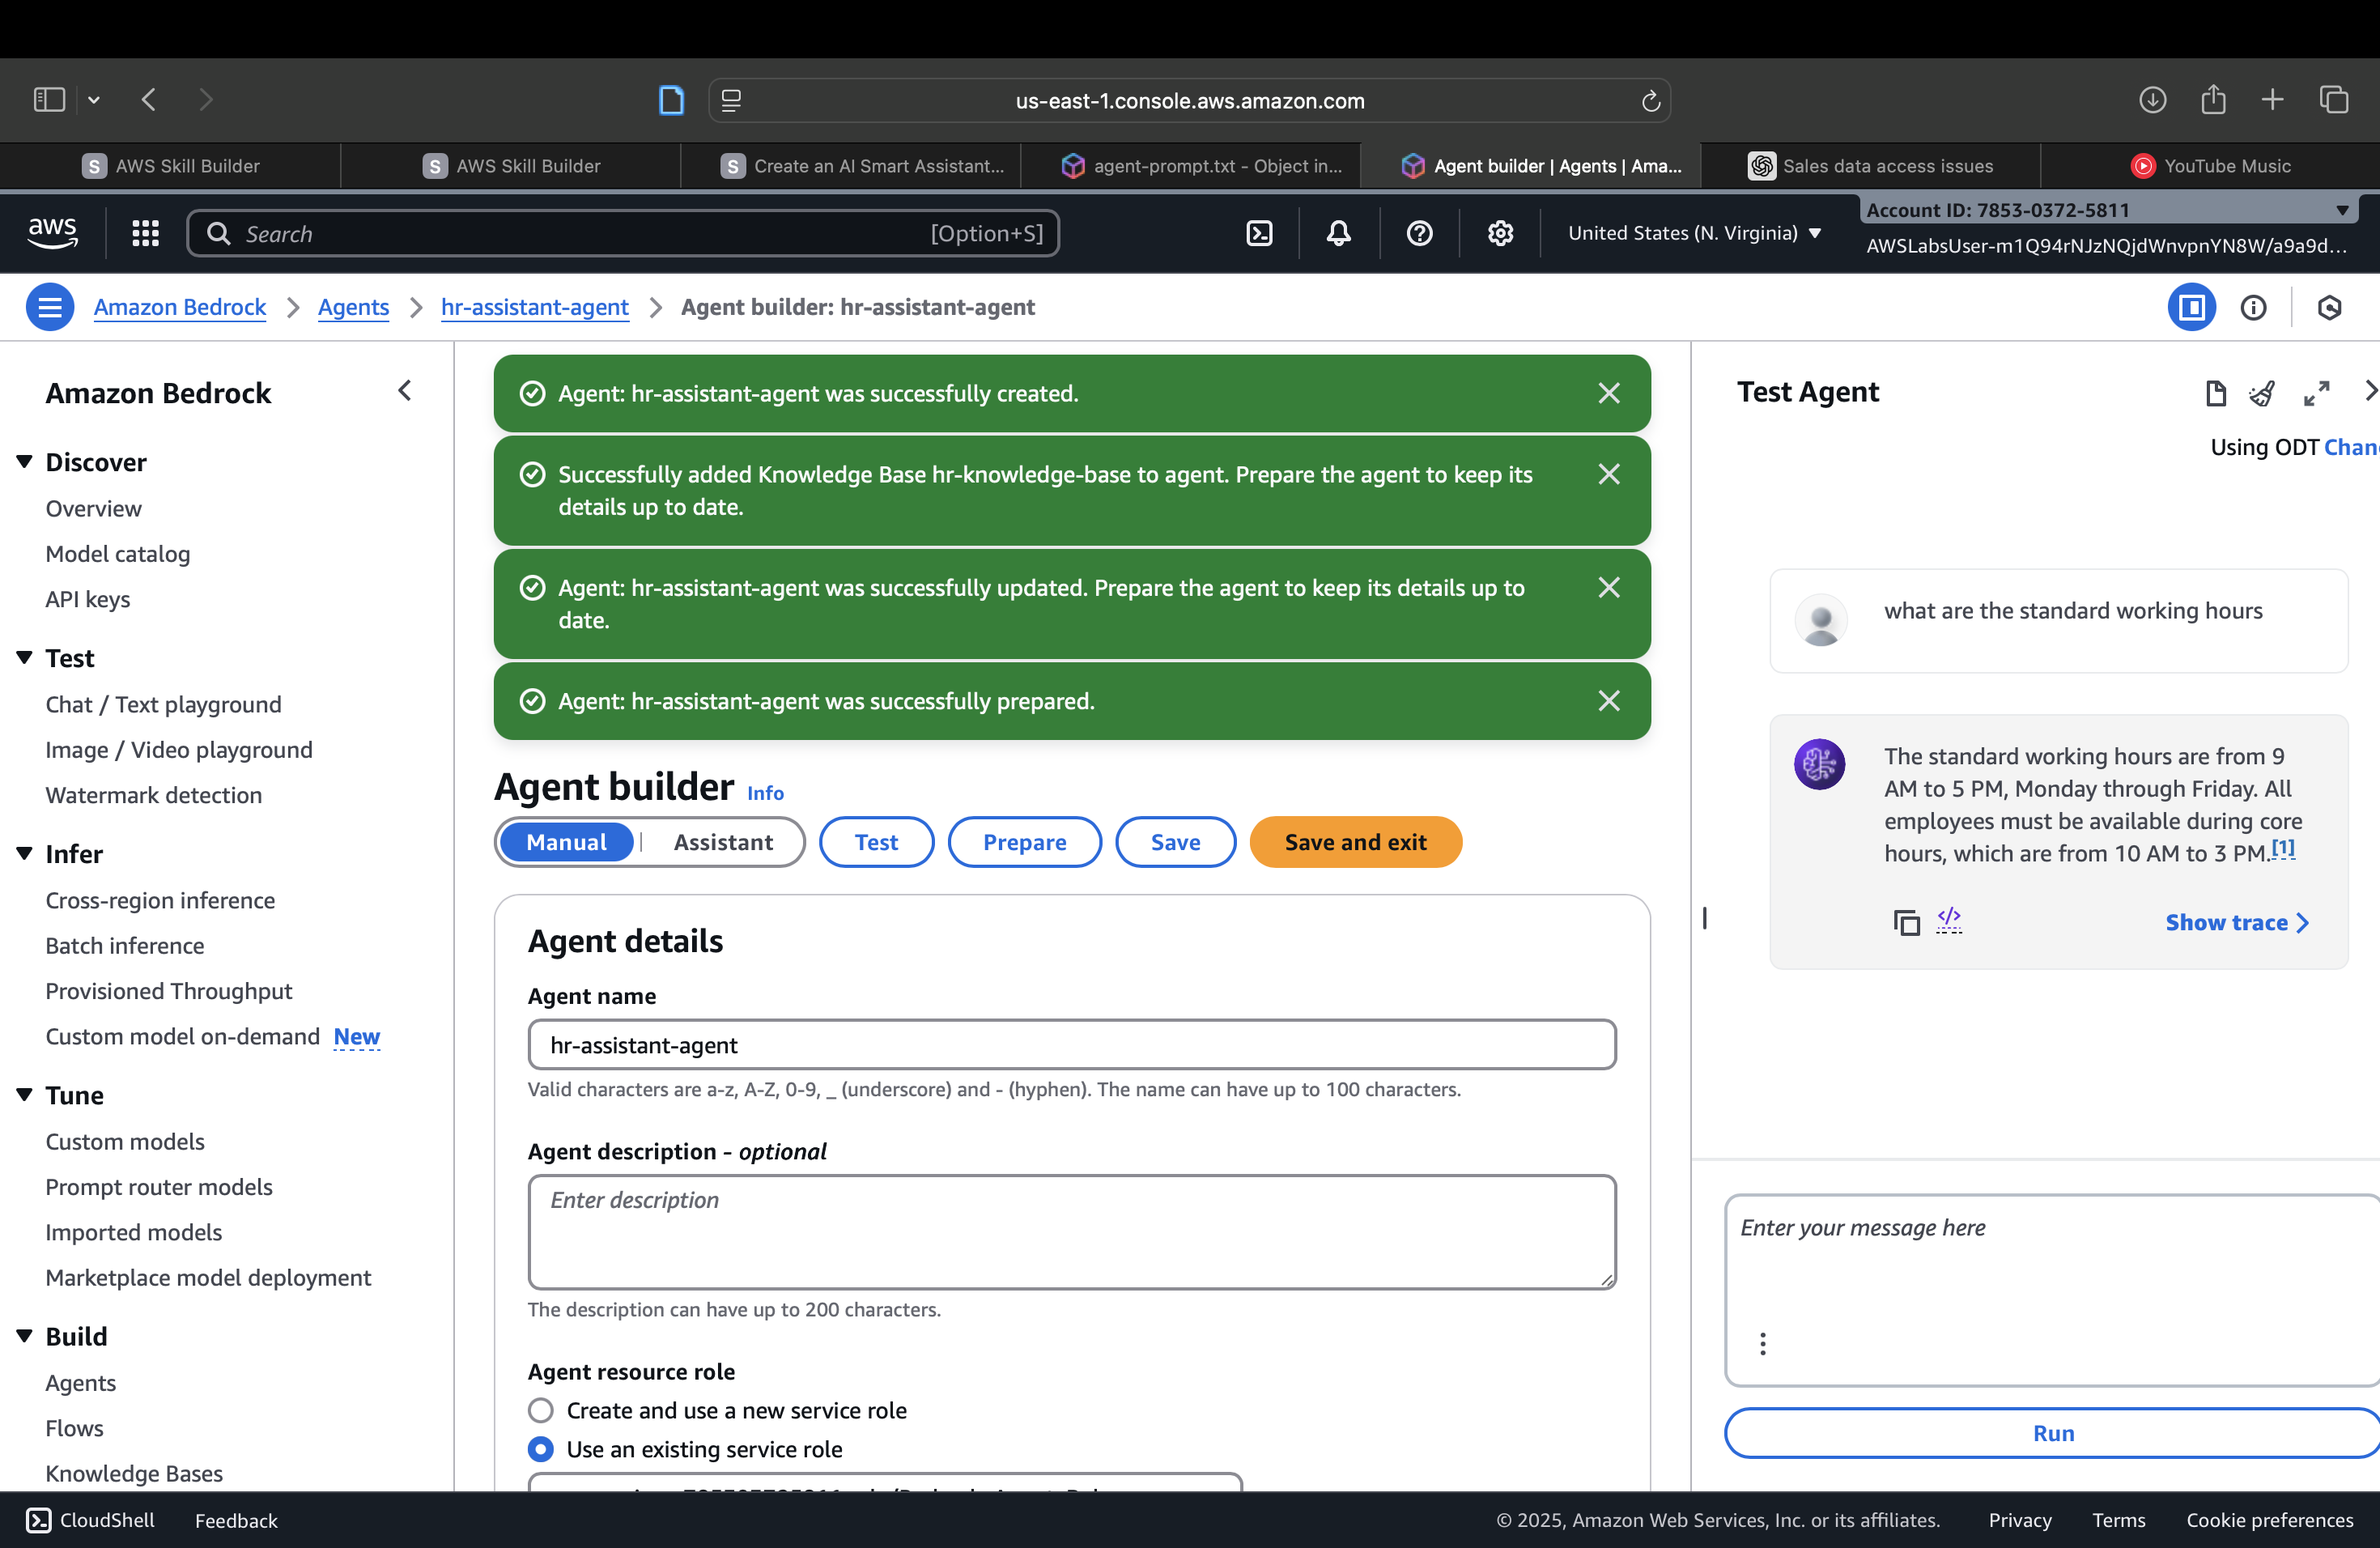 us-east-1.console.aws.amazon.com
S AWS Skill Builder
S AWS Skill Builder
S Create an AI Smart Assistant...
agent-prompt.txt - Object in...
Agent builder | Agents | Ama...
Sales data access issues
YouTube Music
aws
Search [Option+S]
United States (N. Virginia)
Account ID: 7853-0372-5811
AWSLabsUser-m1Q94rNJzNQjdWnvpnYN8W/a9a9d...
Amazon Bedrock
Agents
hr-assistant-agent
Agent builder: hr-assistant-agent
Amazon Bedrock
Discover
Overview
Model catalog
API keys
Test
Chat / Text playground
Image / Video playground
Watermark detection
Infer
Cross-region inference
Batch inference
Provisioned Throughput
Custom model on-demand New
Tune
Custom models
Prompt router models
Imported models
Marketplace model deployment
Build
Agents
Flows
Knowledge Bases
Agent: hr-assistant-agent was successfully created.
Successfully added Knowledge Base hr-knowledge-base to agent. Prepare the agent to keep its
details up to date.
Agent: hr-assistant-agent was successfully updated. Prepare the agent to keep its details up to
date.
Agent: hr-assistant-agent was successfully prepared.
Agent builder Info
Manual
Assistant
Test
Prepare
Save
Save and exit
Agent details
Agent name
hr-assistant-agent
Valid characters are a-z, A-Z, 0-9, _ (underscore) and - (hyphen). The name can have up to 100 characters.
Agent description - optional
Enter description
The description can have up to 200 characters.
Agent resource role
Create and use a new service role
Use an existing service role
Test Agent
Using ODT
what are the standard working hours
The standard working hours are from 9
AM to 5 PM, Monday through Friday. All
employees must be available during core
hours, which are from 10 AM to 3 PM.[1]
Show trace
Enter your message here
Run
CloudShell
Feedback
© 2025, Amazon Web Services, Inc. or its affiliates.
Privacy
Terms
Cookie preferences